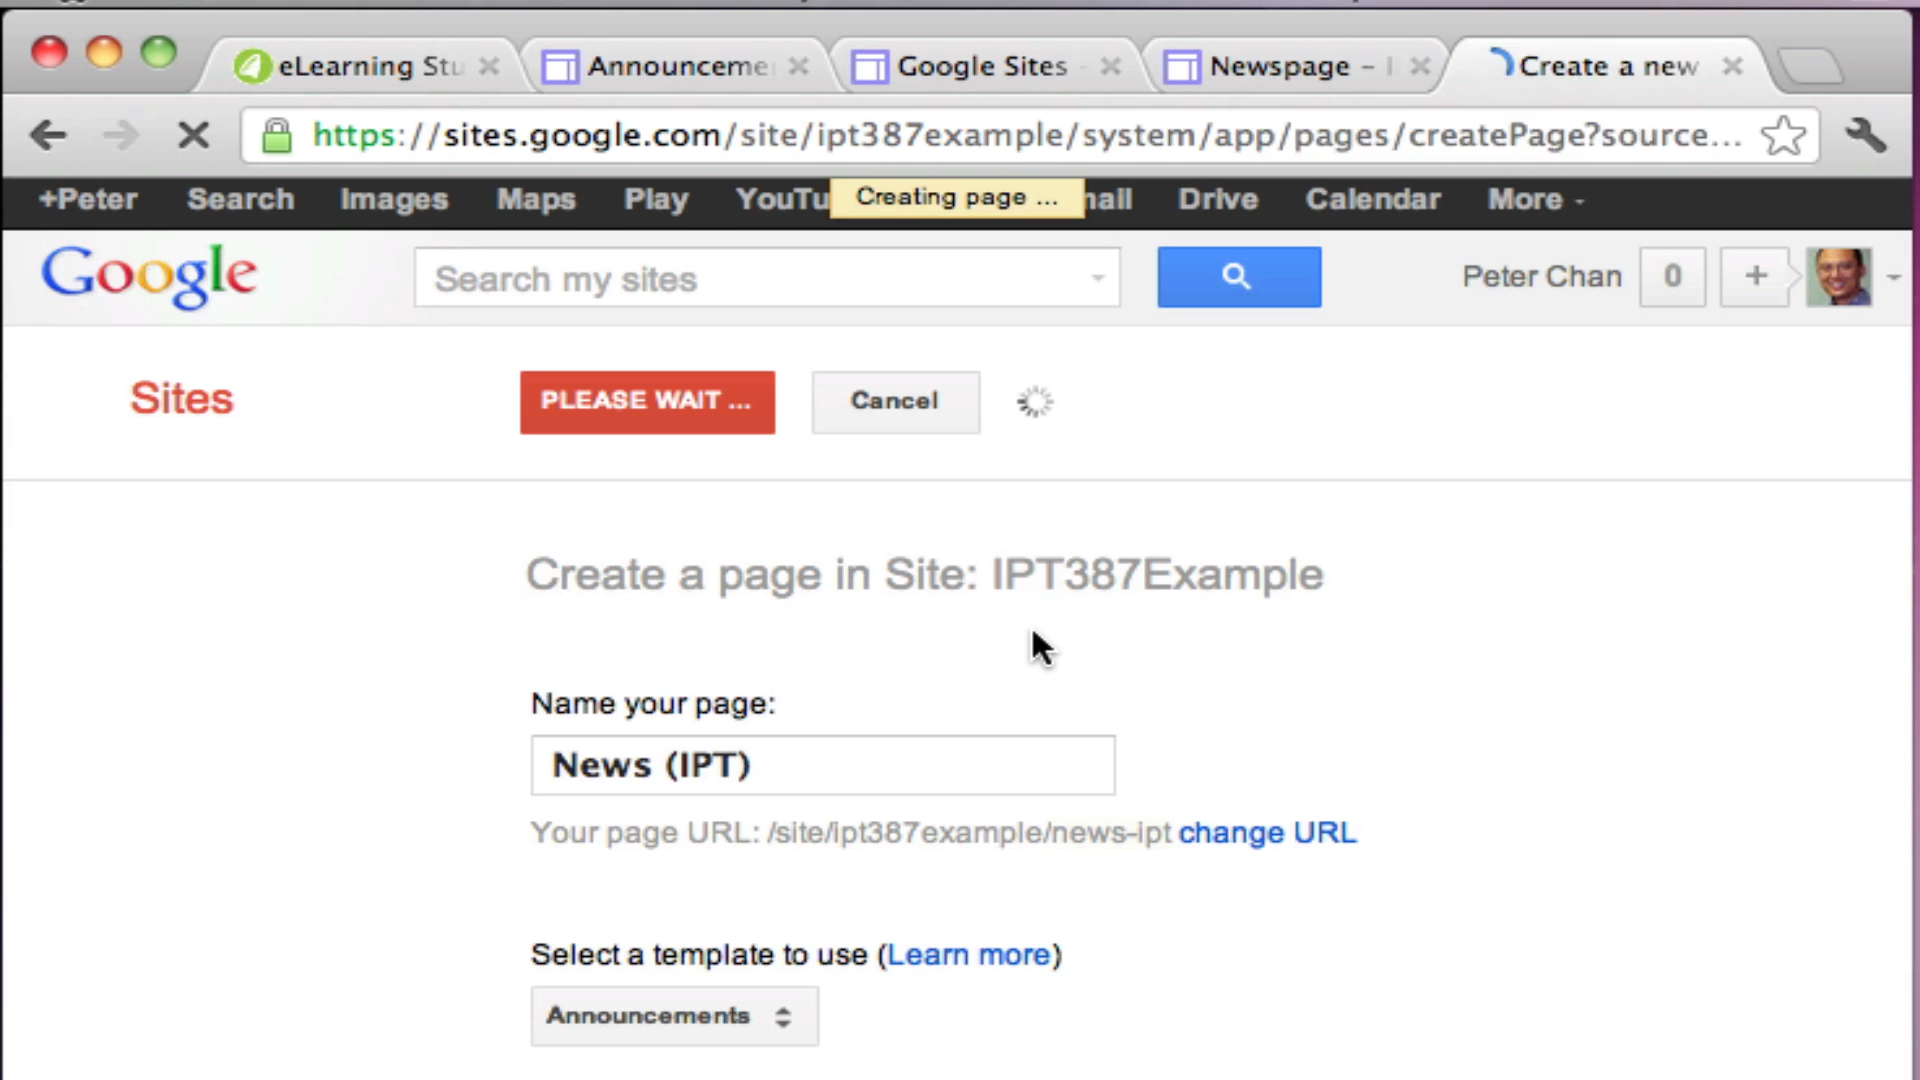 eLearning Stu
Announceme
Google Sites -
Newspage – I
Create a new
https://sites.google.com/site/ipt387example/system/app/pages/createPage?source...
+Peter Search Images Maps Play YouTu Creating page ... nail Drive Calendar More
Google
Search my sites
Peter Chan 0 +
Sites
PLEASE WAIT ...
Cancel
Create a page in Site: IPT387Example
Name your page:
News (IPT)
Your page URL: /site/ipt387example/news-ipt change URL
Select a template to use (Learn more)
Announcements